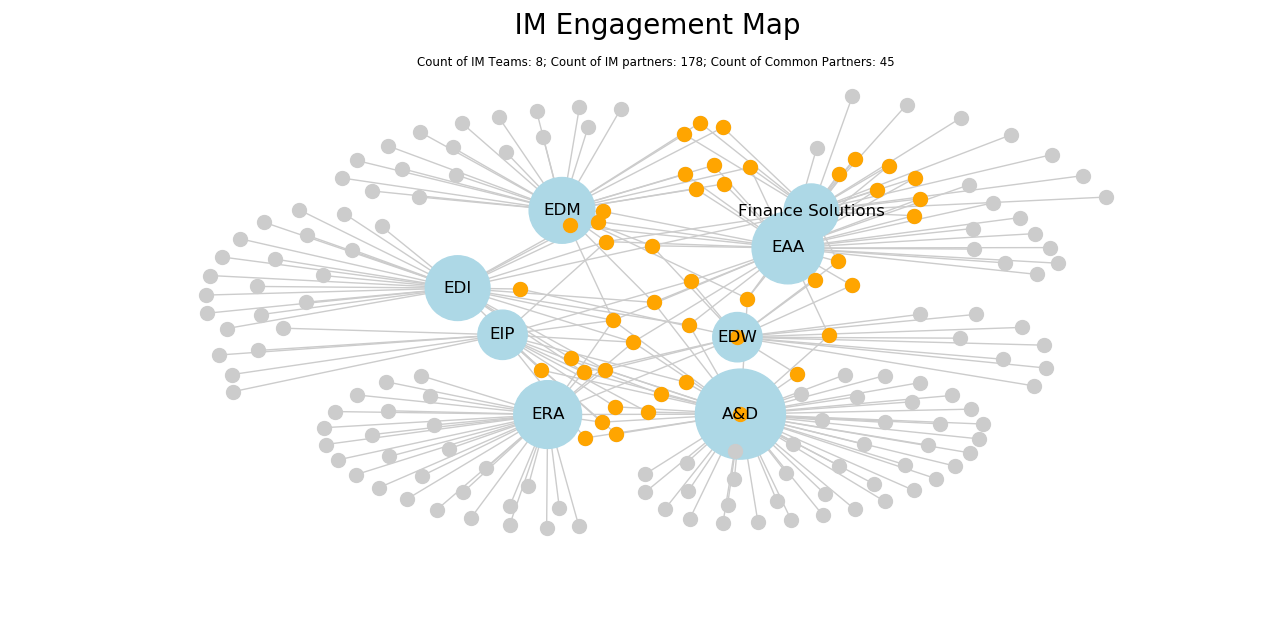 IM Engagement Map
Count of IM Teams: 8; Count of IM partners: 178; Count of Common Partners: 45
EDM
Finance Solutions
EAA
EDI
EIP
EDW
ERA
A&D